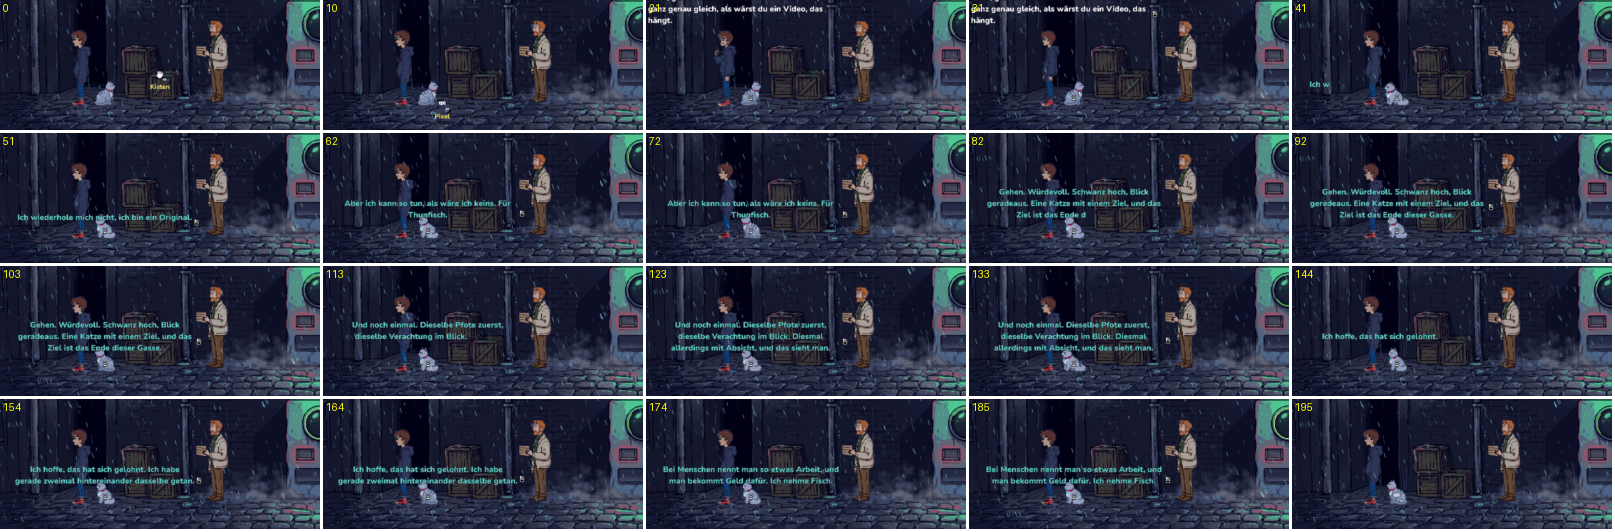 0
Kisten
10
Pixel
21
ganz genau gleich, als wärst du ein Video, das
hängt.
31
ganz genau gleich, als wärst du ein Video, das
hängt.
41
Ich w
51
Ich wiederhole mich nicht, ich bin ein Original.
62
Aber ich kann so tun, als wäre ich keins. Für
Thunfisch.
72
Aber ich kann so tun, als wäre ich keins. Für
Thunfisch.
82
Gehen. Würdevoll. Schwanz hoch, Blick
geradeaus. Eine Katze mit einem Ziel, und das
Ziel ist das Ende d
92
Gehen. Würdevoll. Schwanz hoch, Blick
geradeaus. Eine Katze mit einem Ziel, und das
Ziel ist das Ende dieser Gasse.
103
Gehen. Würdevoll. Schwanz hoch, Blick
geradeaus. Eine Katze mit einem Ziel, und das
Ziel ist das Ende dieser Gasse.
113
Und noch einmal. Dieselbe Pfote zuerst,
dieselbe Verachtung im Blick.
123
Und noch einmal. Dieselbe Pfote zuerst,
dieselbe Verachtung im Blick. Diesmal
allerdings mit Absicht, und das sieht man.
133
Und noch einmal. Dieselbe Pfote zuerst,
dieselbe Verachtung im Blick. Diesmal
allerdings mit Absicht, und das sieht man.
144
Ich hoffe, das hat sich gelohnt.
154
Ich hoffe, das hat sich gelohnt. Ich habe
gerade zweimal hintereinander dasselbe getan.
164
Ich hoffe, das hat sich gelohnt. Ich habe
gerade zweimal hintereinander dasselbe getan.
174
Bei Menschen nennt man so etwas Arbeit, und
man bekommt Geld dafür. Ich nehme Fisch.
185
Bei Menschen nennt man so etwas Arbeit, und
man bekommt Geld dafür. Ich nehme Fisch.
195